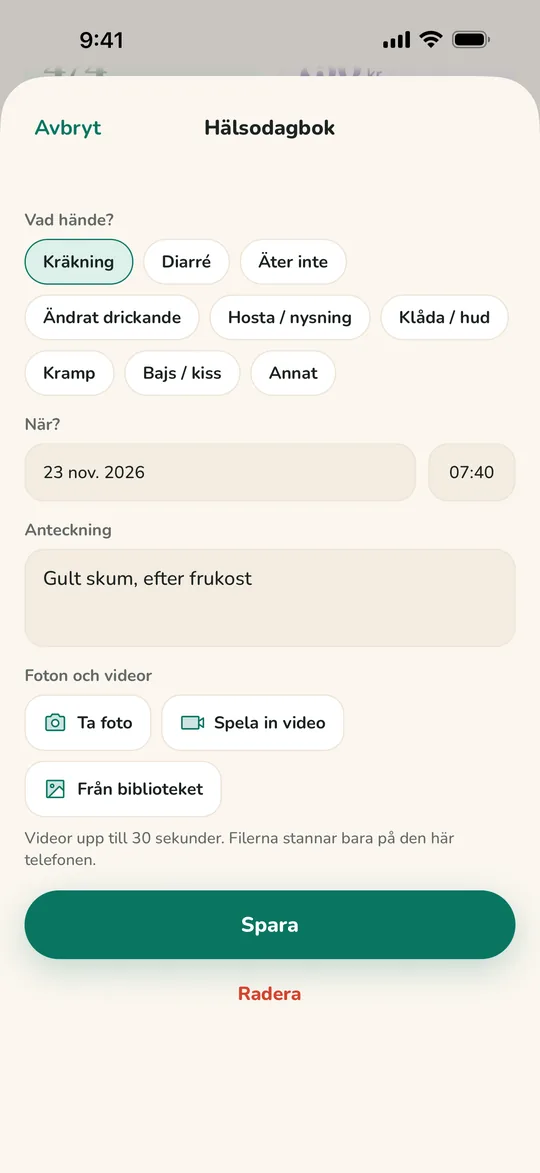 9:41
Avbryt
Hälsodagbok
Vad hände?
Kräkning
Diarré
Äter inte
Ändrat drickande
Hosta / nysning
Klåda / hud
Kramp
Bajs / kiss
Annat
När?
23 nov. 2026
07:40
Anteckning
Gult skum, efter frukost
Foton och videor
Ta foto
Spela in video
Från biblioteket
Videor upp till 30 sekunder. Filerna stannar bara på den här
telefonen.
Spara
Radera